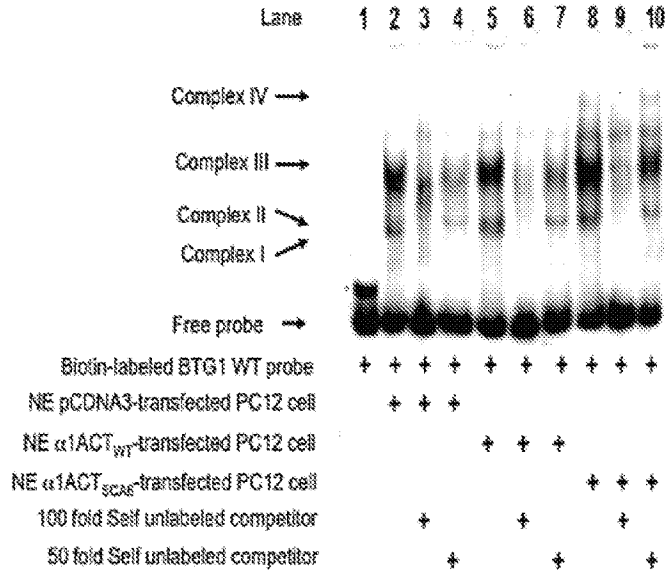 Lane 1 2 3 4 5 6 7 8 9 10
Complex IV →
Complex III →
Complex II
Complex I
Free probe →
Biotin-labeled BTG1 WT probe + + + + + + + + + +
NE pCDNA3-transfected PC12 cell + + +
NE α1ACT_WT-transfected PC12 cell + + +
NE α1ACT_SCA6-transfected PC12 cell + + +
100 fold Self unlabeled competitor + + +
50 fold Self unlabeled competitor + + +